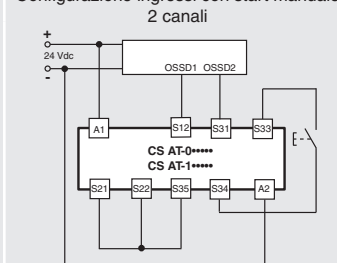 Configurazione ingressi con start manuale
2 canali
+
24 Vdc
-
OSSD1 OSSD2
A1 S12 S31 S33
CS AT-0•••••
CS AT-1•••••
S21 S22 S35 S34 A2